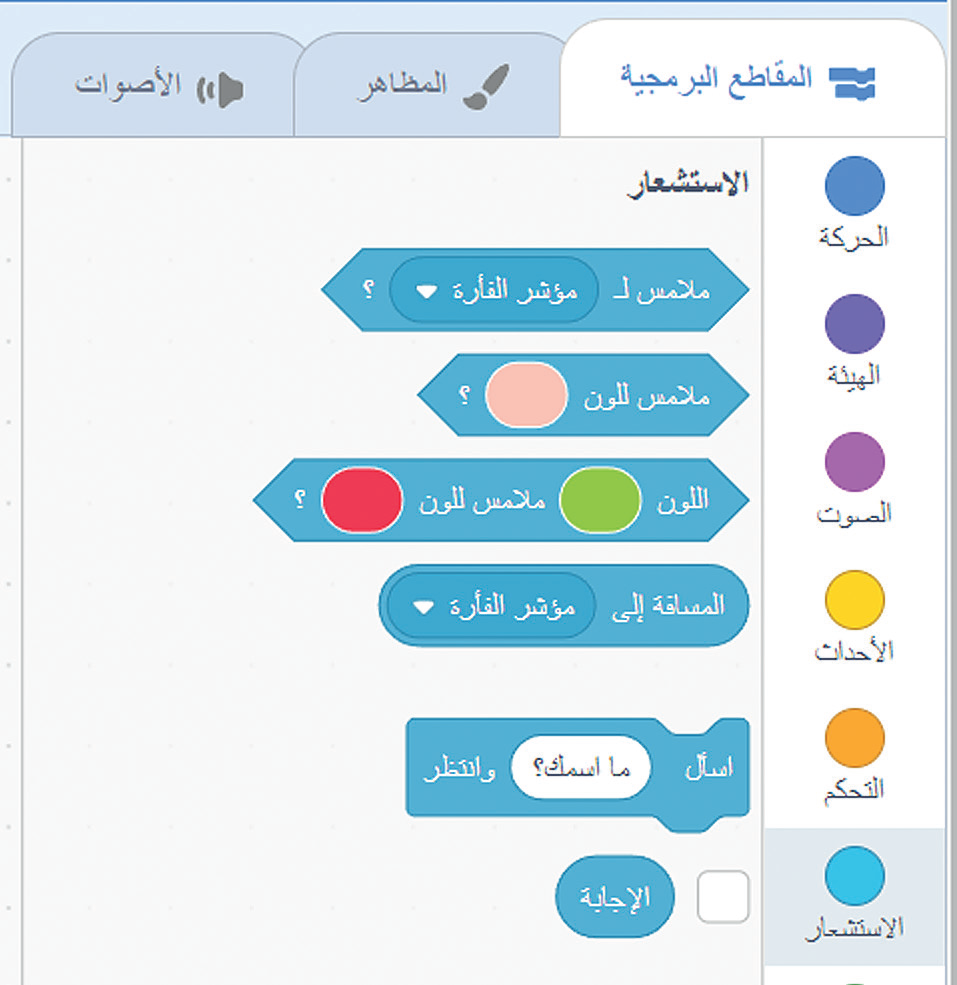 المقاطع البرمجية
المظاهر
الأصوات
الحركة
الهيئة
الصوت
الأحداث
التحكم
الاستشعار
الاستشعار
ملامس لـ مؤشر الفأرة ؟
ملامس للون ؟
اللون ملامس للون ؟
المسافة إلى مؤشر الفأرة
اسأل ما اسمك؟ وانتظر
الإجابة